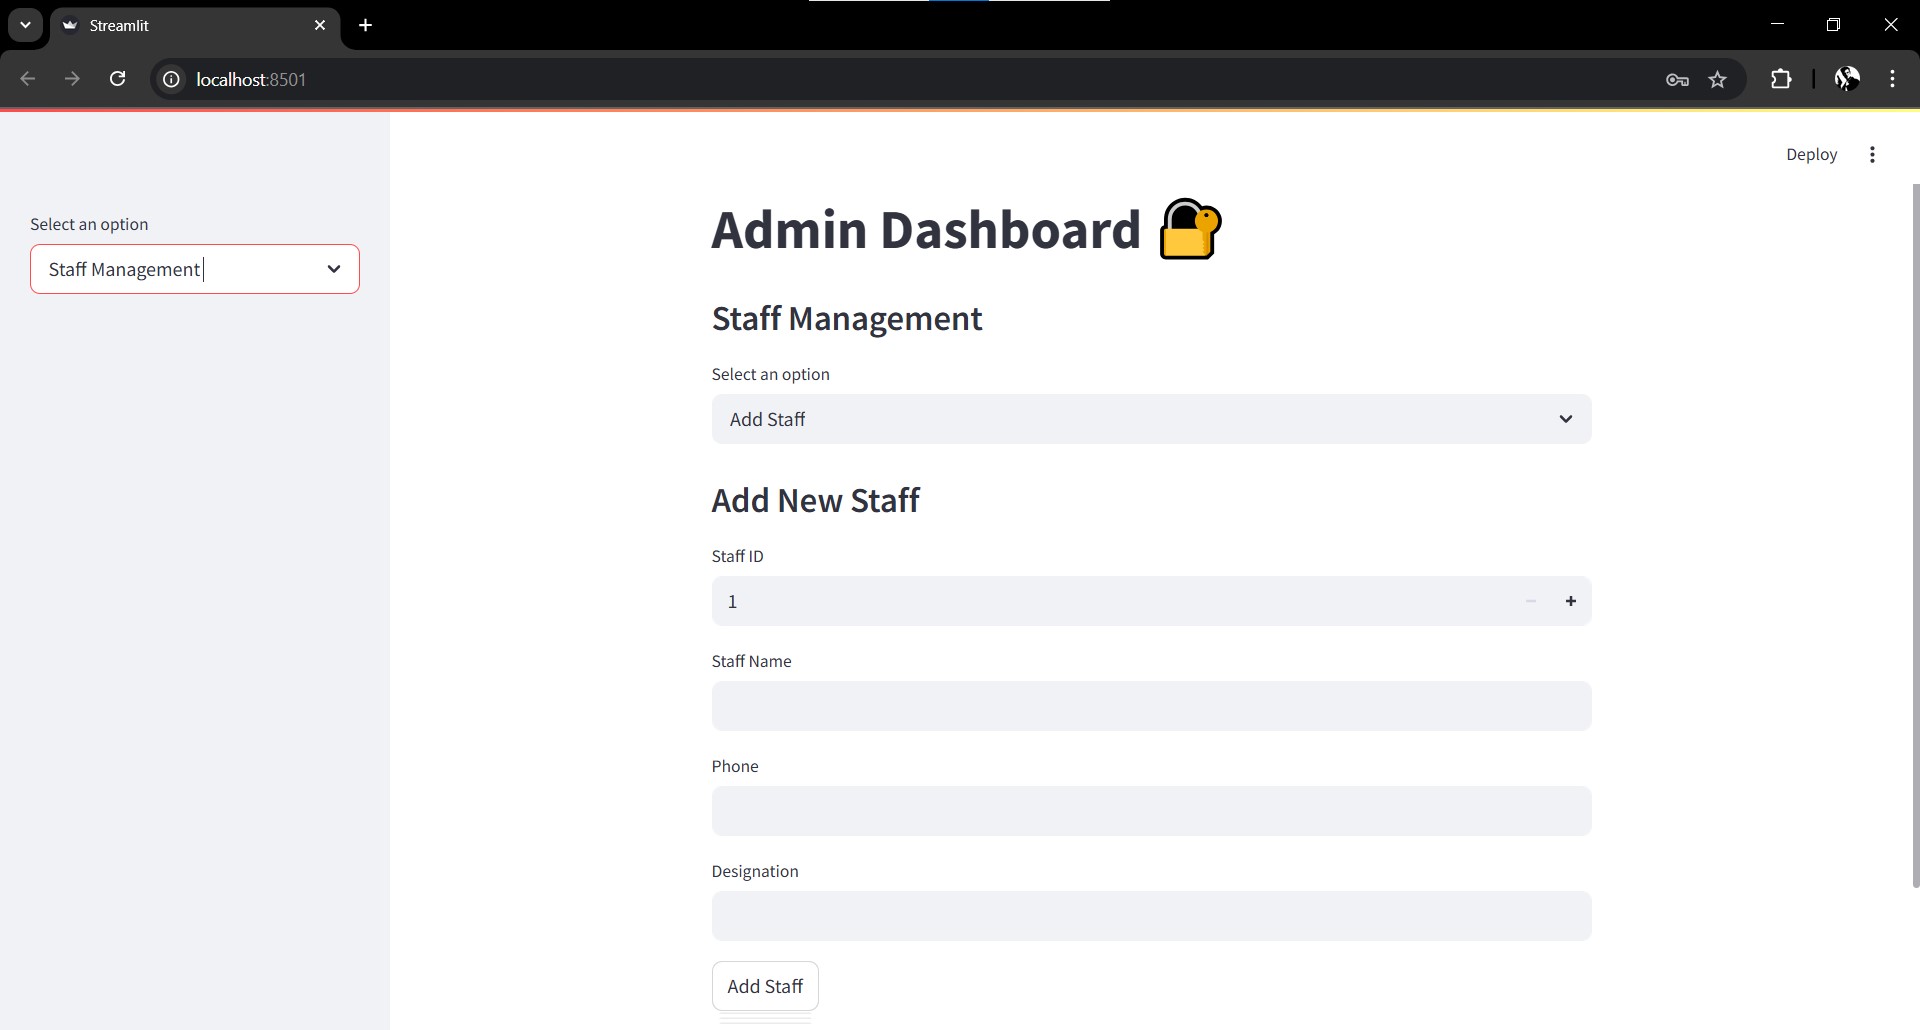 Streamlit
localhost:8501
Deploy
Select an option
Staff Management
Admin Dashboard
Staff Management
Select an option
Add Staff
Add New Staff
Staff ID
1
Staff Name
Phone
Designation
Add Staff